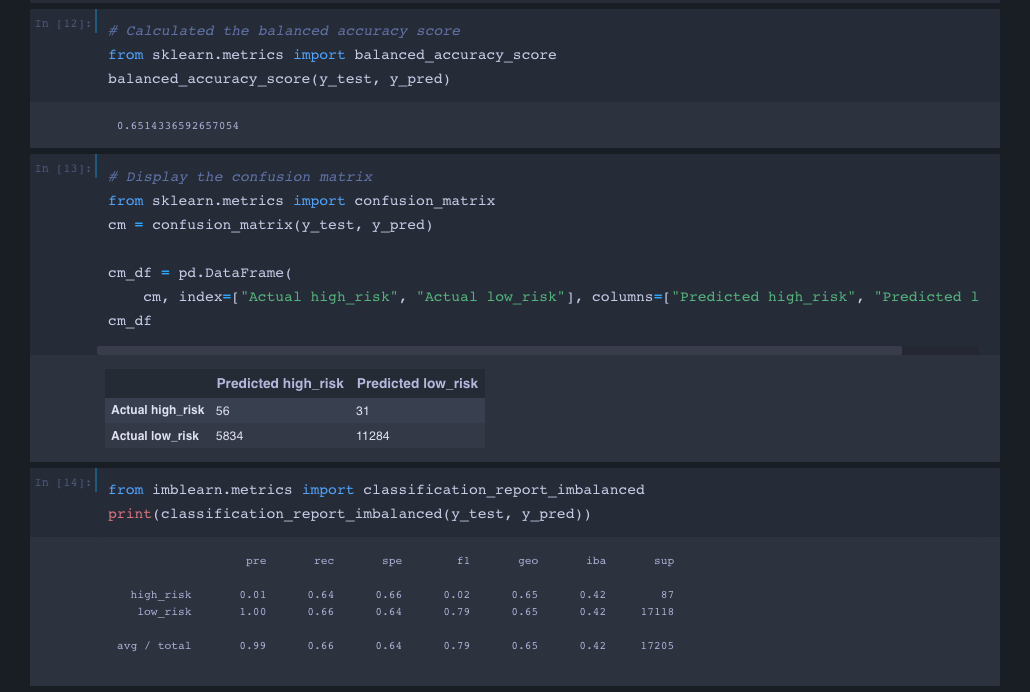 In [12]:
# Calculated the balanced accuracy score
from sklearn.metrics import balanced_accuracy_score
balanced_accuracy_score(y_test, y_pred)
0.6514336592657054
In [13]:
# Display the confusion matrix
from sklearn.metrics import confusion_matrix
cm = confusion_matrix(y_test, y_pred)
cm_df = pd.DataFrame(
cm, index=["Actual high_risk", "Actual low_risk"], columns=["Predicted high_risk", "Predicted l
cm_df
Predicted high_risk Predicted low_risk
Actual high_risk 56 31
Actual low_risk 5834 11284
In [14]:
from imblearn.metrics import classification_report_imbalanced
print(classification_report_imbalanced(y_test, y_pred))
pre rec spe f1 geo iba sup
high_risk 0.01 0.64 0.66 0.02 0.65 0.42 87
low_risk 1.00 0.66 0.64 0.79 0.65 0.42 17118
avg / total 0.99 0.66 0.64 0.79 0.65 0.42 17205